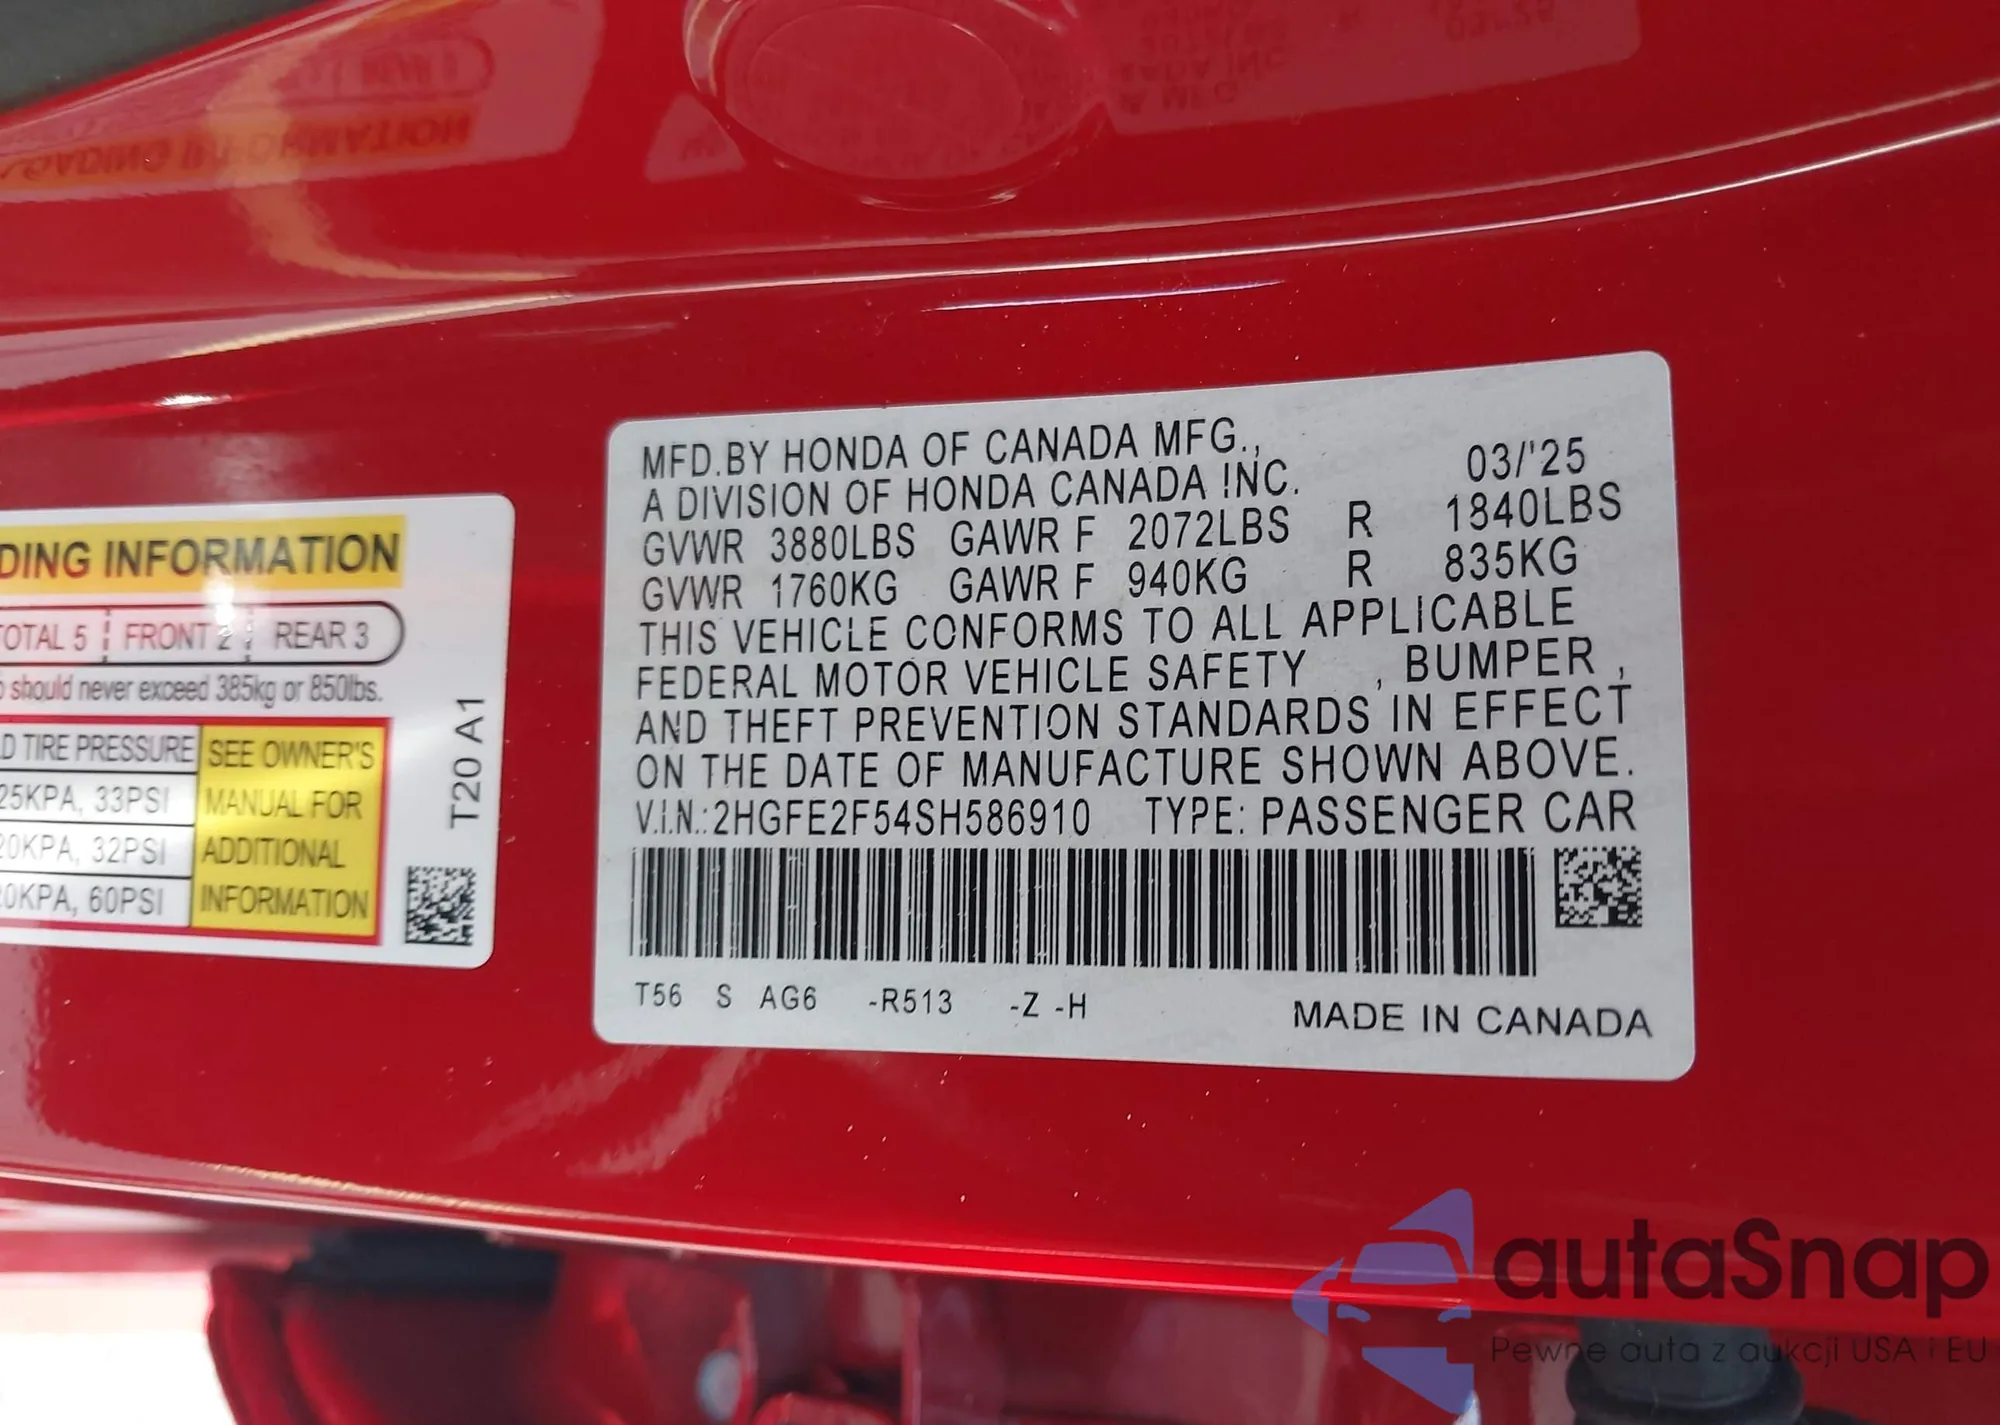 DING INFORMATION
TOTAL 5 FRONT 2 REAR 3
should never exceed 385kg or 850lbs.
TIRE PRESSURE
33PSI
32PSI
60PSI
SEE OWNER'S
MANUAL FOR
ADDITIONAL
INFORMATION
T20 A1
MFD.BY HONDA OF CANADA MFG.,
A DIVISION OF HONDA CANADA INC. 03/'25
GVWR 3880LBS GAWR F 2072LBS R 1840LBS
GVWR 1760KG GAWR F 940KG R 835KG
THIS VEHICLE CONFORMS TO ALL APPLICABLE
FEDERAL MOTOR VEHICLE SAFETY , BUMPER ,
AND THEFT PREVENTION STANDARDS IN EFFECT
ON THE DATE OF MANUFACTURE SHOWN ABOVE.
V.I.N.:2HGFE2F54SH586910 TYPE: PASSENGER CAR
T56 S AG6 -R513 -Z -H
MADE IN CANADA
autaSnap
Pewne auta z aukcji USA i EU